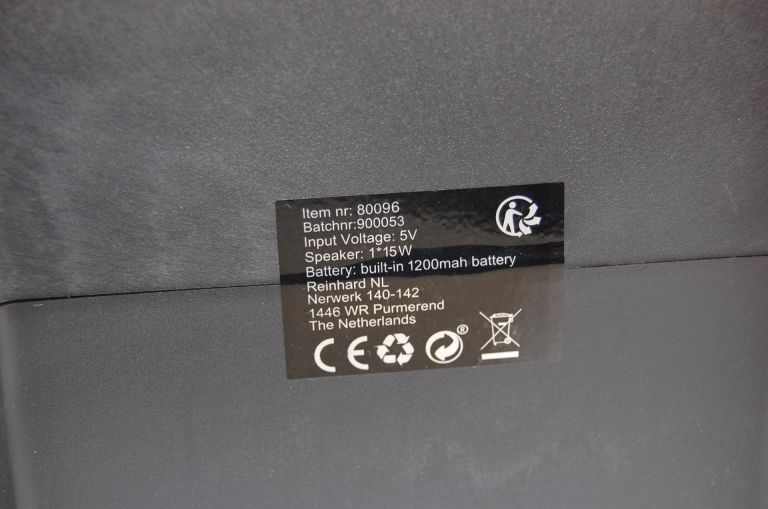 Item nr: 80096
Batchnr:900053
Input Voltage: 5V
Speaker: 1*15W
Battery: built-in 1200mah battery
Reinhard NL
Nerwerk 140-142
1446 WR Purmerend
The Netherlands
CE ®